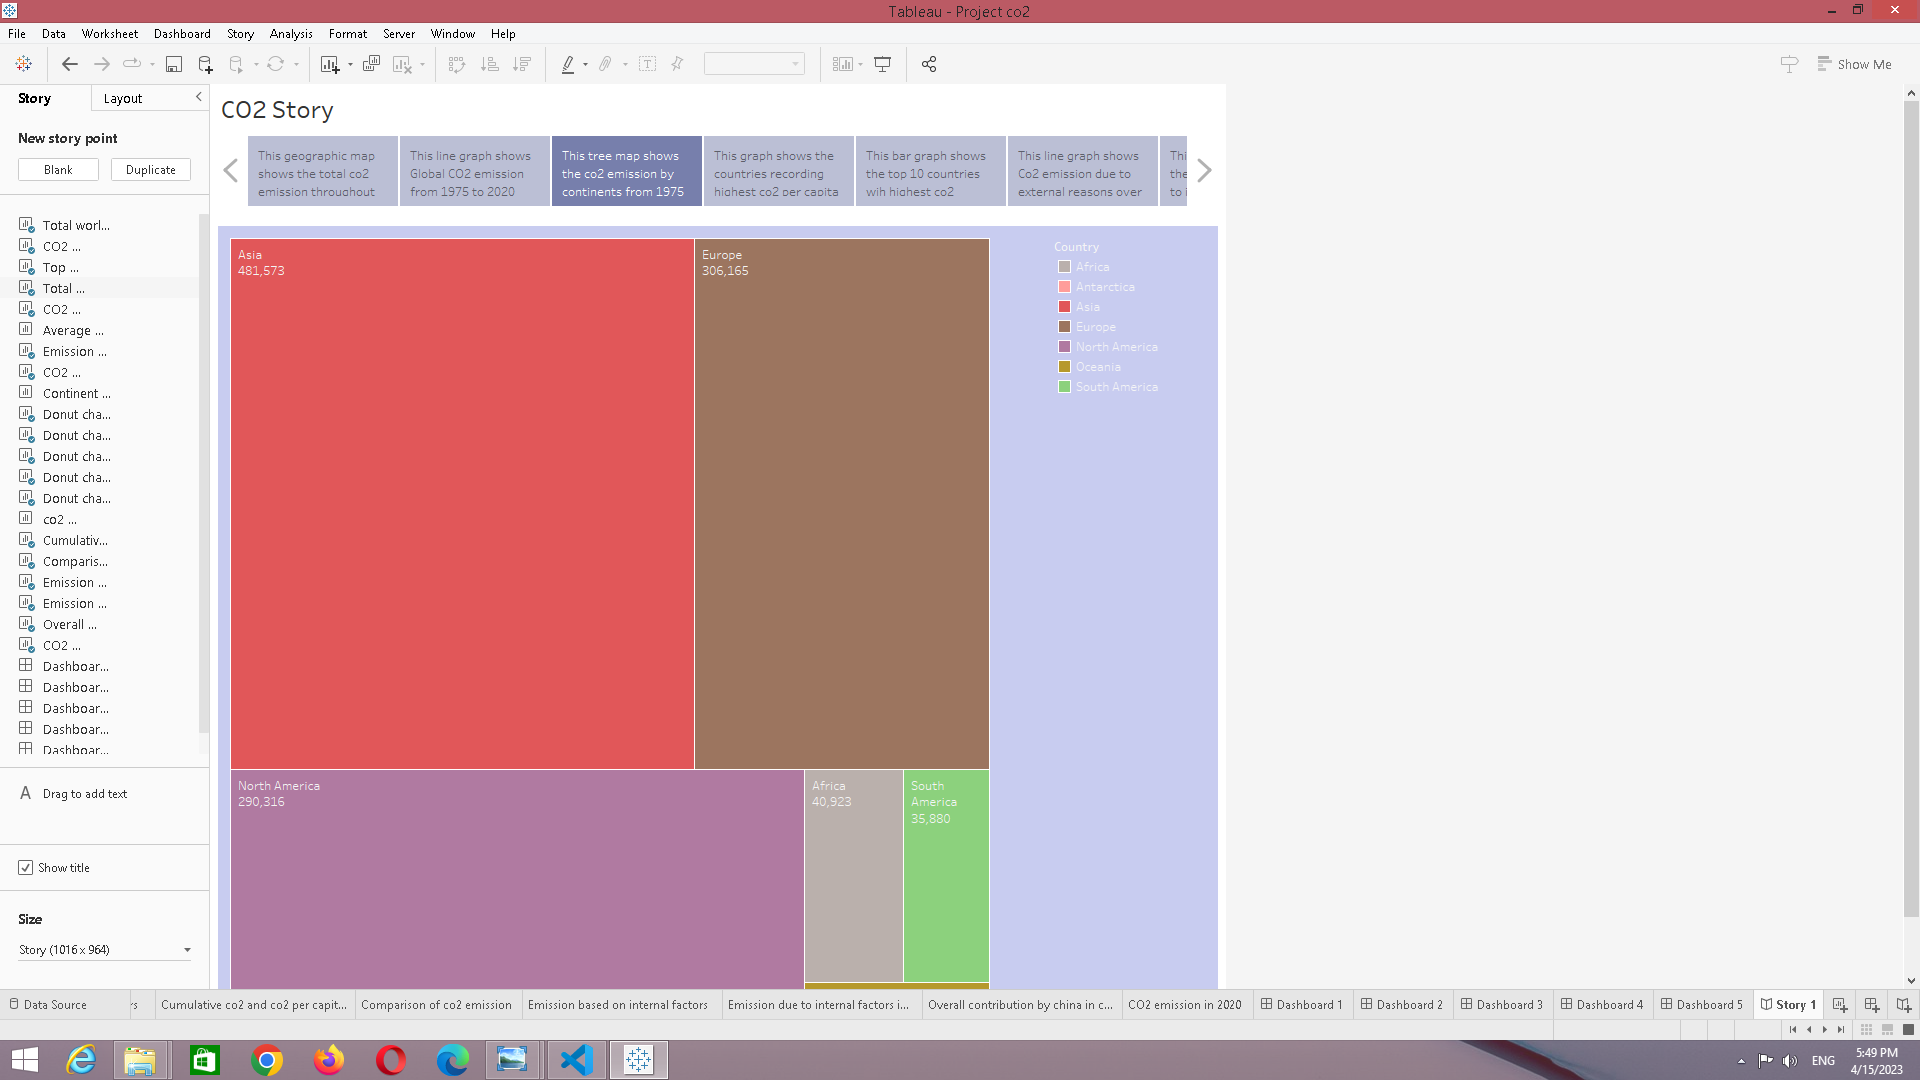 Tableau - Project co2
File Data Worksheet Dashboard Story Analysis Format Server Window Help
Show Me
Story Layout
New story point
Blank Duplicate
Total worl...
CO2 ...
Top ...
Total ...
CO2 ...
Average ...
Emission ...
CO2 ...
Continent ...
Donut cha...
Donut cha...
Donut cha...
Donut cha...
Donut cha...
co2 ...
Cumulativ...
Comparis...
Emission ...
Emission ...
Overall ...
CO2 ...
Dashboar...
Dashboar...
Dashboar...
Dashboar...
Dashboar...
A Drag to add text
Show title
Size
Story (1016 x 964)
CO2 Story
This geographic map
shows the total co2
emission throughout
This line graph shows
Global CO2 emission
from 1975 to 2020
This tree map shows
the co2 emission by
continents from 1975
This graph shows the
countries recording
highest co2 per capita
This bar graph shows
the top 10 countries
wih highest co2
This line graph shows
Co2 emission due to
external reasons over
Thi
the
to i
Asia
481,573
Europe
306,165
North America
290,316
Africa
40,923
South
America
35,880
Country
Africa
Antarctica
Asia
Europe
North America
Oceania
South America
Data Source rs Cumulative co2 and co2 per capit... Comparison of co2 emission Emission based on internal factors Emission due to internal factors i... Overall contribution by china in c... CO2 emission in 2020 Dashboard 1 Dashboard 2 Dashboard 3 Dashboard 4 Dashboard 5 Story 1
ENG
5:49 PM
4/15/2023